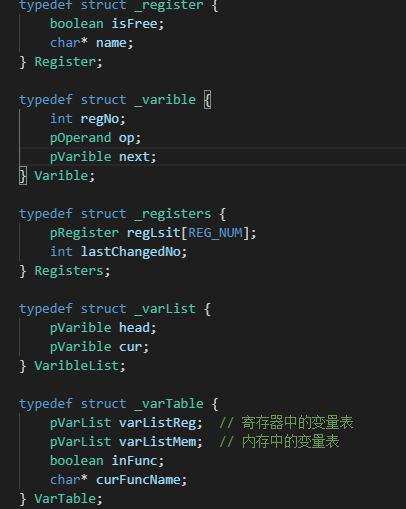 typedef struct _register {
    boolean isFree;
    char* name;
} Register;

typedef struct _varible {
    int regNo;
    pOperand op;
    pVarible next;
} Varible;

typedef struct _registers {
    pRegister regLsit[REG_NUM];
    int lastChangedNo;
} Registers;

typedef struct _varList {
    pVarible head;
    pVarible cur;
} VaribleList;

typedef struct _varTable {
    pVarList varListReg;  // 寄存器中的变量表
    pVarList varListMem;  // 内存中的变量表
    boolean inFunc;
    char* curFuncName;
} VarTable;